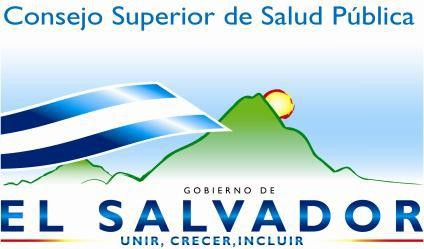 Consejo Superior de Salud Pública
GOBIERNO DE
EL SALVADOR
UNIR, CRECER,INCLUIR